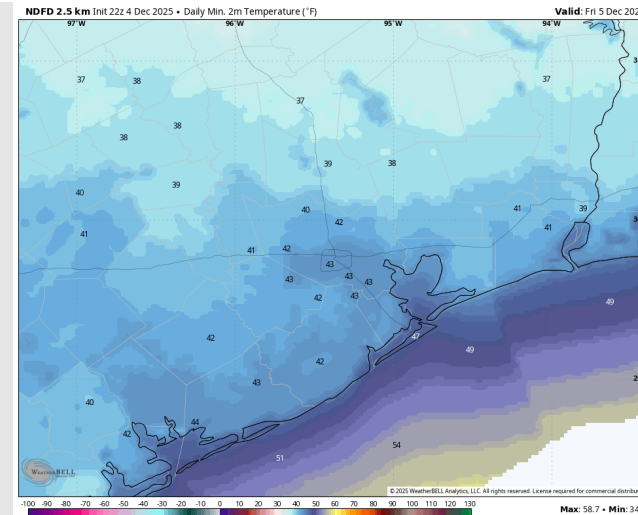 NDFD 2.5 km Init 22z 4 Dec 2025 • Daily Min. 2m Temperature (°F)
Valid: Fri 5 Dec 202
97°W 96°W 95°W 94°W
37 38 37
37
38
38
39 38
39
40
40 41 39
42
41 41
41 42
43
43 43 43
42 43
49
42 47
49
42
43
40
44
42
54
51
WeatherBELL
© 2025 WeatherBELL Analytics, LLC. All rights reserved. License required for commercial distribut
-100 -90 -80 -70 -60 -50 -40 -30 -20 -10 0 10 20 30 40 50 60 70 80 90 100 110 120 130
Max: 58.7 • Min: 34